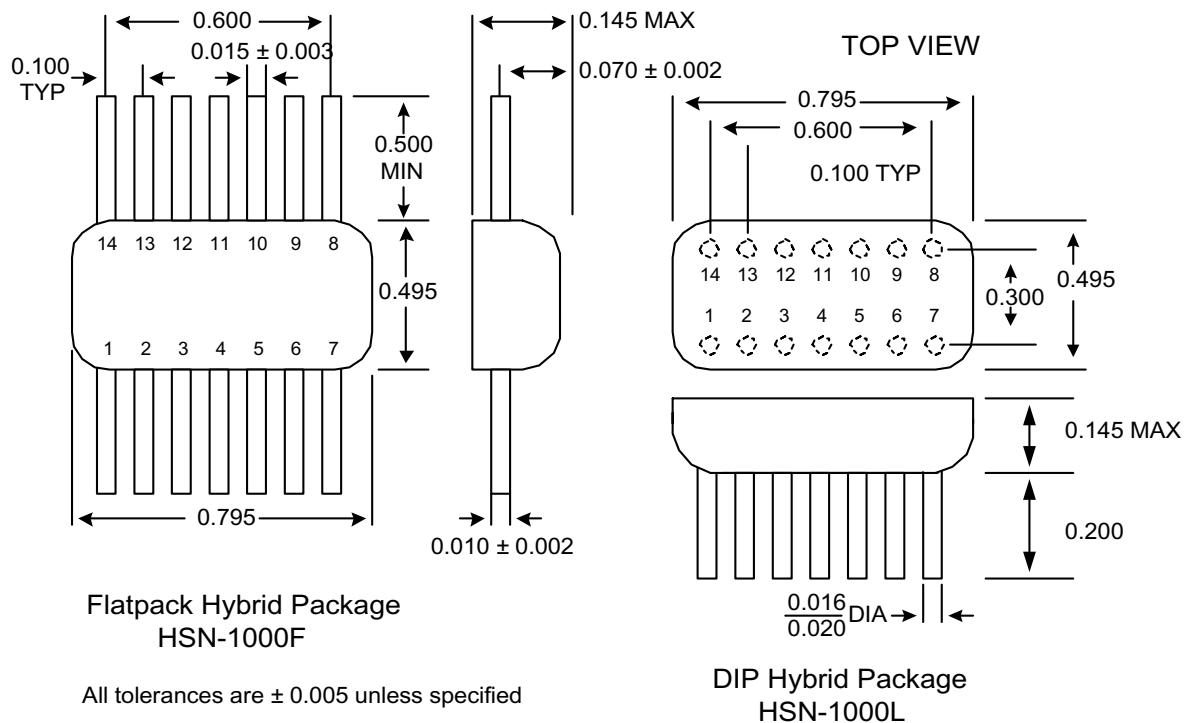 0.600
0.015 ± 0.003
0.100
TYP
0.500
MIN
14 13 12 11 10 9 8
0.495
1 2 3 4 5 6 7
0.795
Flatpack Hybrid Package
HSN-1000F
All tolerances are ± 0.005 unless specified
0.145 MAX
0.070 ± 0.002
0.010 ± 0.002
TOP VIEW
0.795
0.600
0.100 TYP
14 13 12 11 10 9 8
1 2 3 4 5 6 7
0.300
0.495
0.145 MAX
0.200
0.016
0.020 DIA
DIP Hybrid Package
HSN-1000L